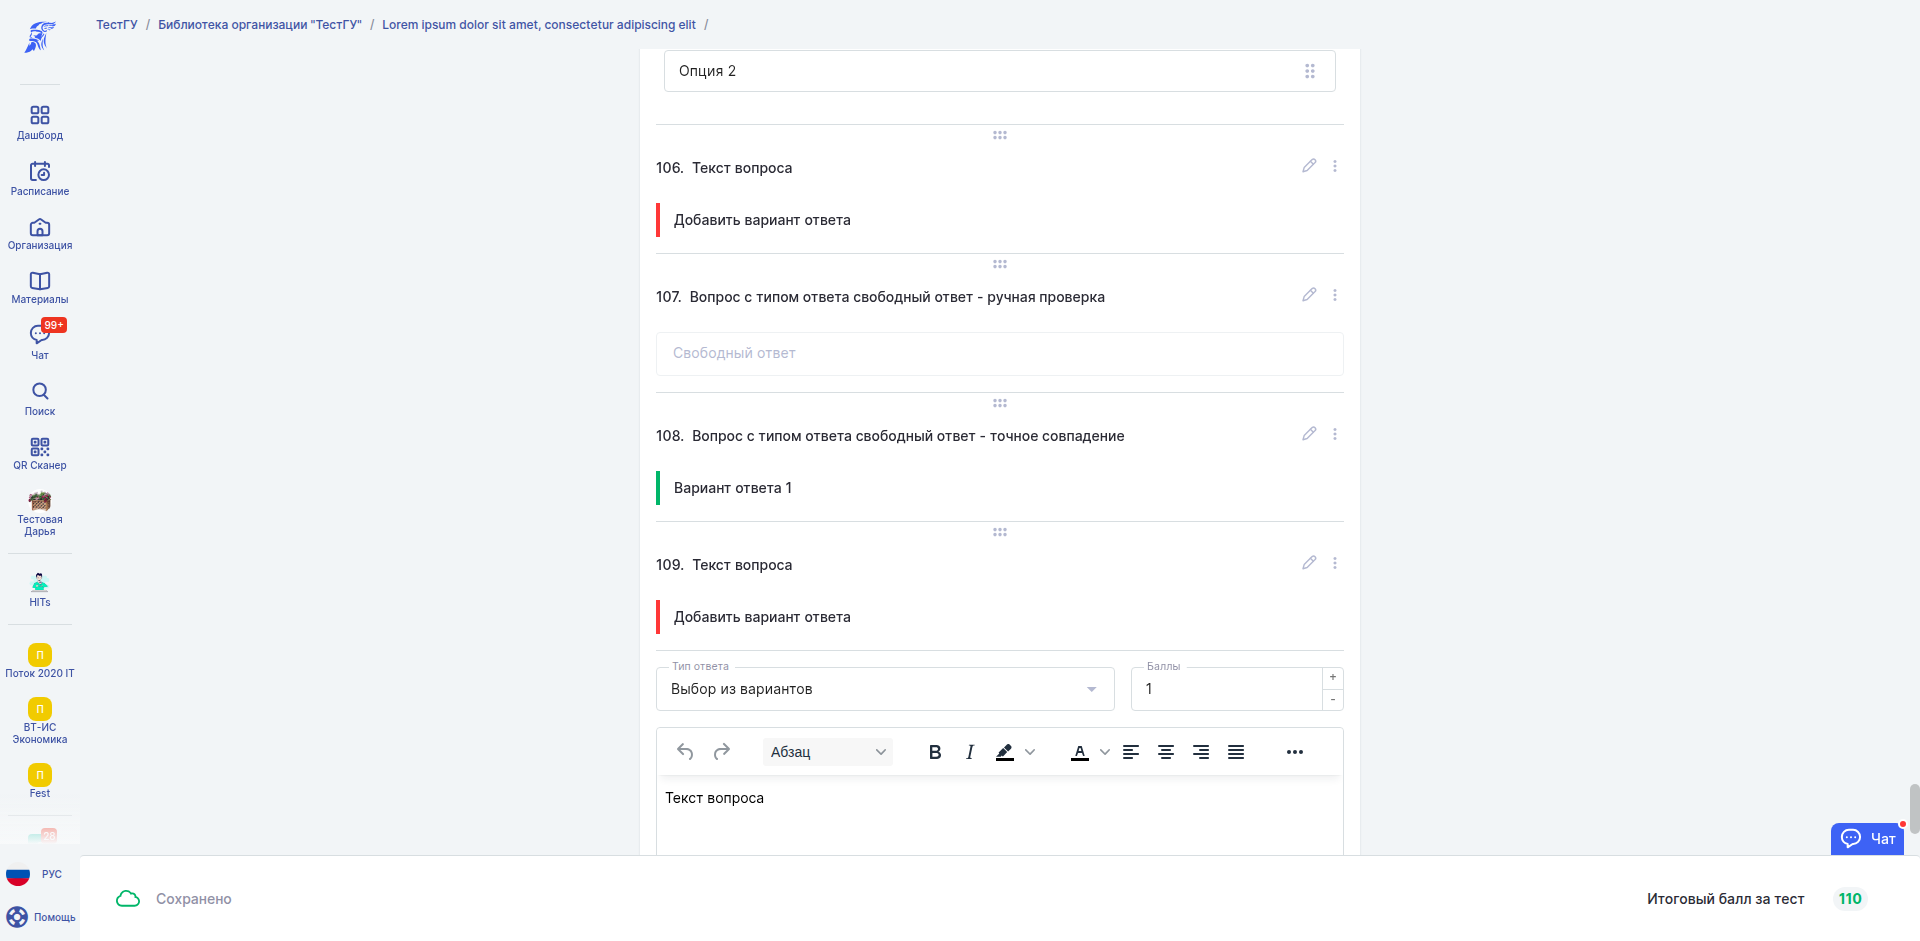 ТестГУ / Библиотека организации "ТестГУ" / Lorem ipsum dolor sit amet, consectetur adipiscing elit /
Дашборд
Расписание
Организация
Материалы
99+
Чат
Поиск
QR Сканер
Тестовая
Дарья
HITs
П
Поток 2020 IT
П
ВТ-ИС
Экономика
П
Fest
28
РУС
Помощь
Опция 2
106. Текст вопроса
Добавить вариант ответа
107. Вопрос с типом ответа свободный ответ - ручная проверка
Свободный ответ
108. Вопрос с типом ответа свободный ответ - точное совпадение
Вариант ответа 1
109. Текст вопроса
Добавить вариант ответа
Тип ответа
Выбор из вариантов
Баллы
1
+
-
Абзац B I A
Текст вопроса
Чат
Сохранено
Итоговый балл за тест 110